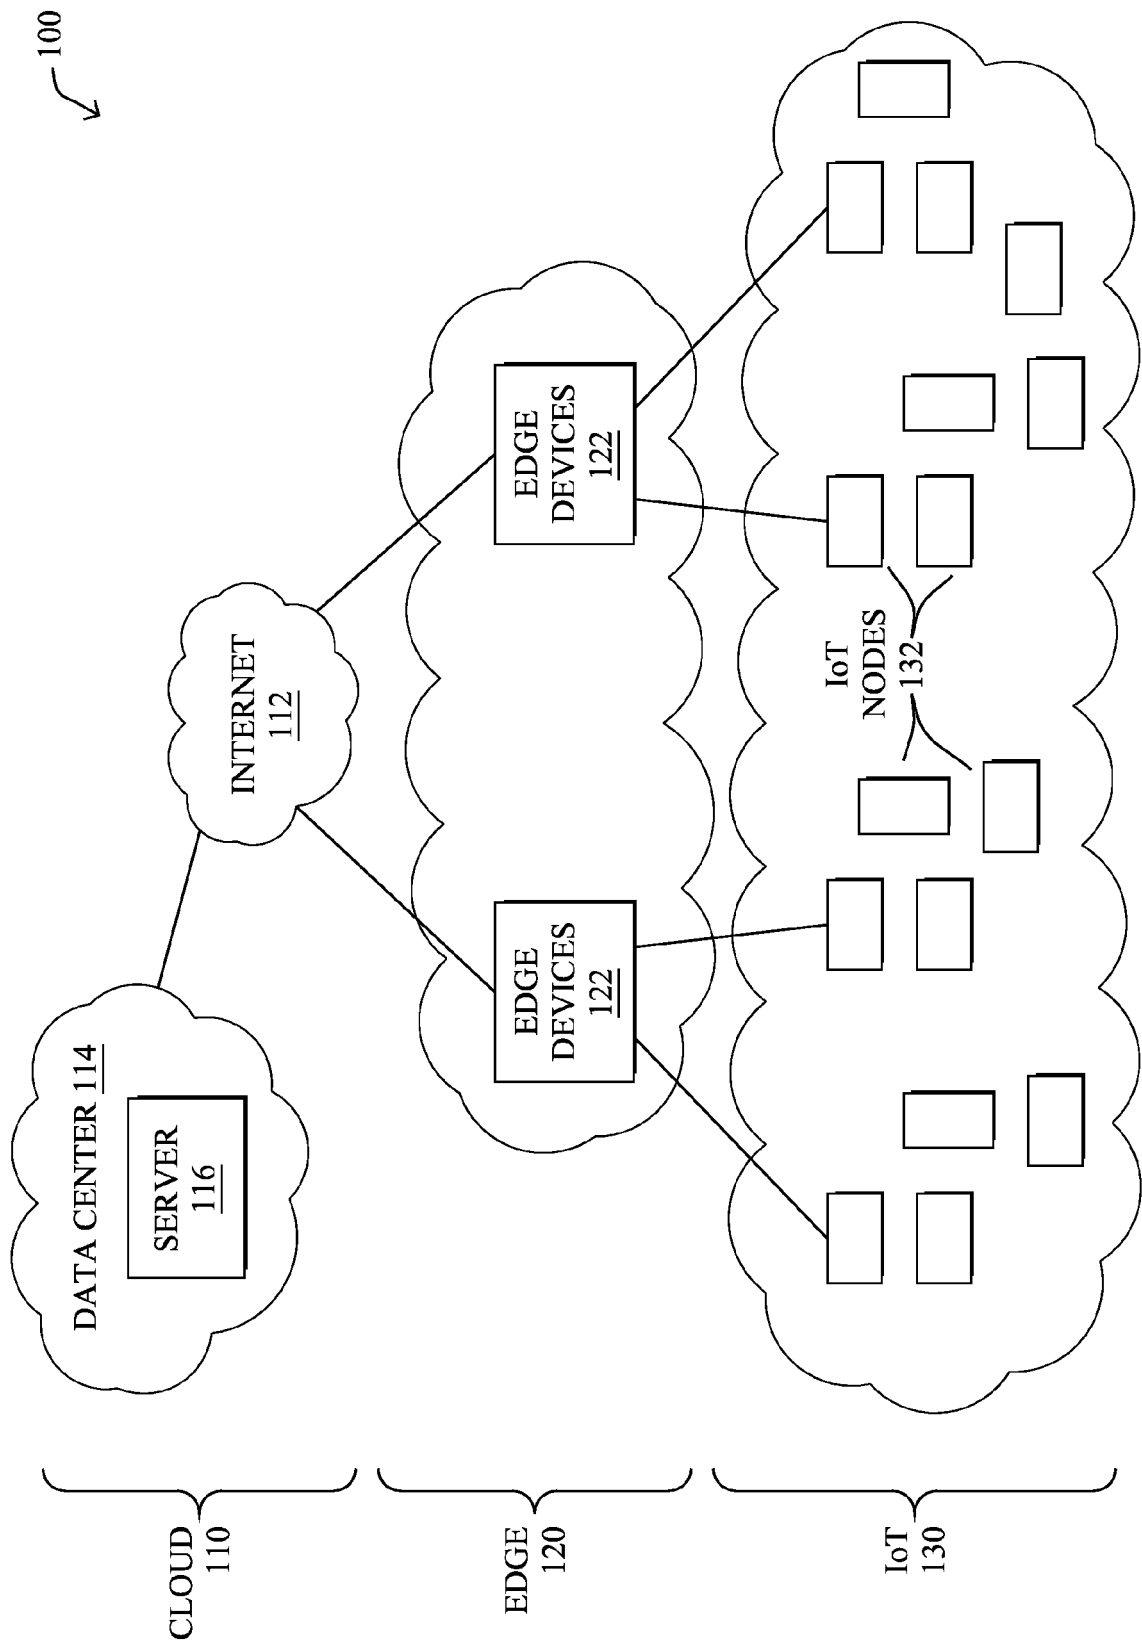 100
CLOUD
110
DATA CENTER 114
SERVER
116
INTERNET
112
EDGE
120
EDGE
DEVICES
122
EDGE
DEVICES
122
IoT
130
IoT
NODES
132